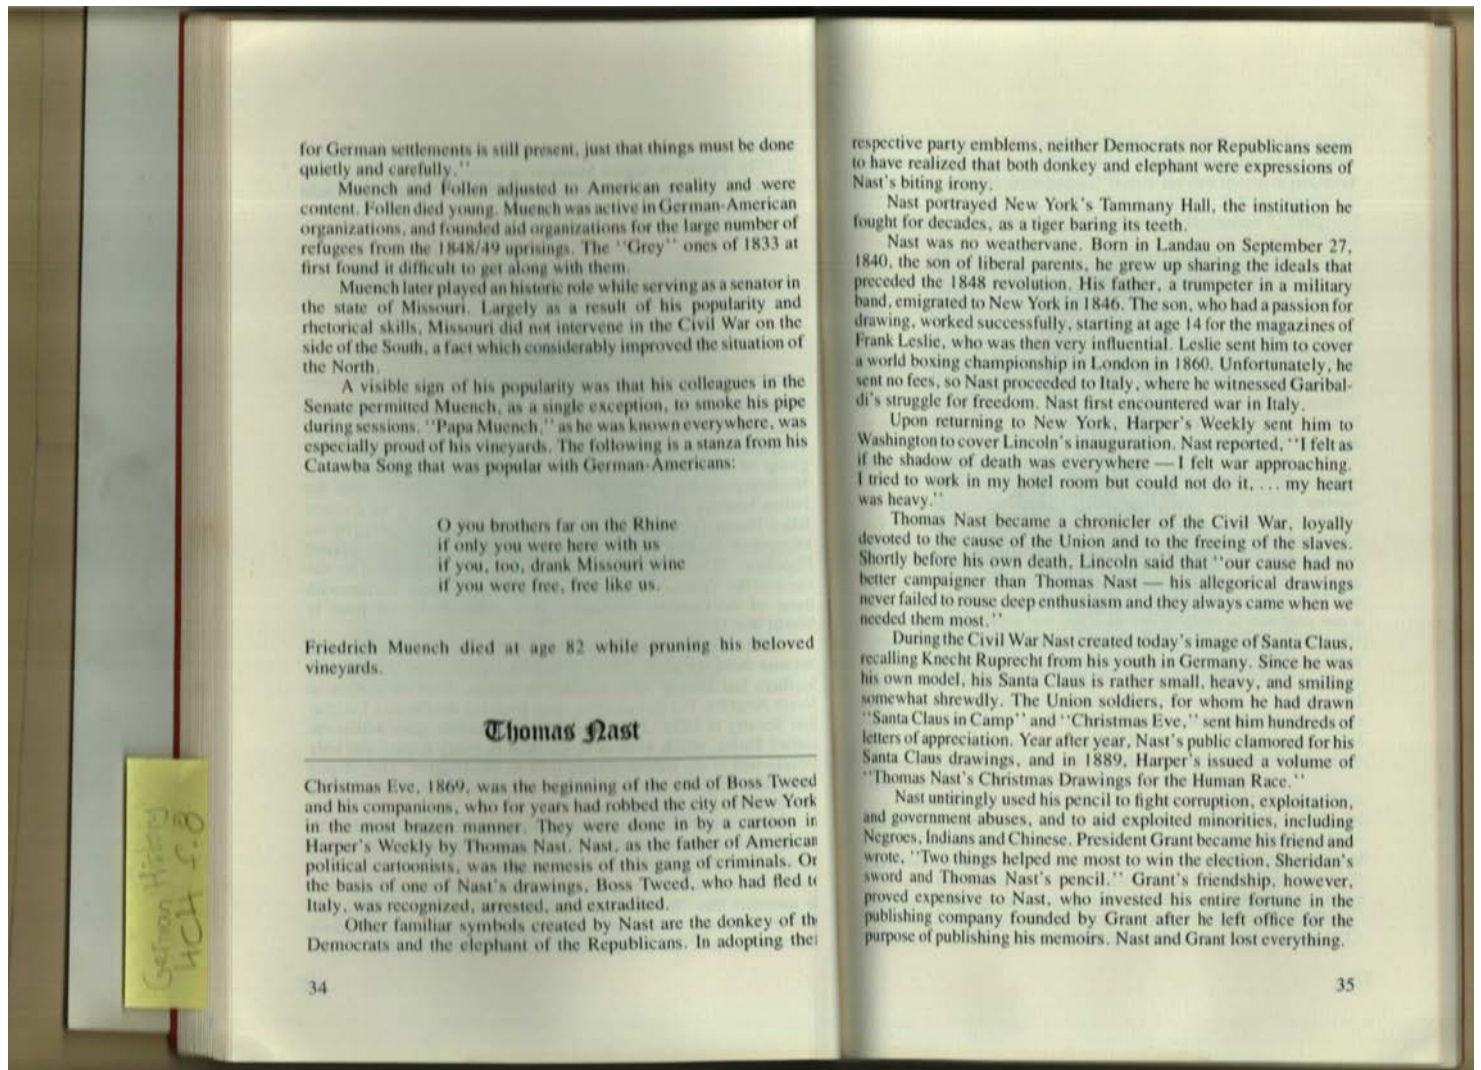 for German settlements is still present, just that things must be done
quietly and carefully.''
Muench and Follen adjusted to American reality and were
content. Follen died young. Muench was active in German-American
organizations, and founded aid organizations for the large number of
refugees from the 1848/49 uprisings. The ''Grey'' ones of 1833 at
first found it difficult to get along with them.
Muench later played an historic role while serving as a senator in
the state of Missouri. Largely as a result of his popularity and
rhetorical skills, Missouri did not intervene in the Civil War on the
side of the South, a fact which considerably improved the situation of
the North.
A visible sign of his popularity was that his colleagues in the
Senate permitted Muench, as a single exception, to smoke his pipe
during sessions. ''Papa Muench,'' as he was known everywhere, was
especially proud of his vineyards. The following is a stanza from his
Catawba Song that was popular with German-Americans:
O you brothers far on the Rhine
if only you were here with us
if you, too, drank Missouri wine
if you were free, free like us.
Friedrich Muench died at age 82 while pruning his beloved
vineyards.
Thomas Nast
Christmas Eve, 1869, was the beginning of the end of Boss Tweed
and his companions, who for years had robbed the city of New York
in the most brazen manner. They were done in by a cartoon in
Harper's Weekly by Thomas Nast. Nast, as the father of American
political cartoonists, was the nemesis of this gang of criminals. On
the basis of one of Nast's drawings, Boss Tweed, who had fled to
Italy, was recognized, arrested, and extradited.
Other familiar symbols created by Nast are the donkey of the
Democrats and the elephant of the Republicans. In adopting their
34
respective party emblems, neither Democrats nor Republicans seem
to have realized that both donkey and elephant were expressions of
Nast's biting irony.
Nast portrayed New York's Tammany Hall, the institution he
fought for decades, as a tiger baring its teeth.
Nast was no weathervane. Born in Landau on September 27,
1840, the son of liberal parents, he grew up sharing the ideals that
preceded the 1848 revolution. His father, a trumpeter in a military
band, emigrated to New York in 1846. The son, who had a passion for
drawing, worked successfully, starting at age 14 for the magazines of
Frank Leslie, who was then very influential. Leslie sent him to cover
a world boxing championship in London in 1860. Unfortunately, he
sent no fees, so Nast proceeded to Italy, where he witnessed Garibal-
di's struggle for freedom. Nast first encountered war in Italy.
Upon returning to New York, Harper's Weekly sent him to
Washington to cover Lincoln's inauguration. Nast reported, ''I felt as
if the shadow of death was everywhere — I felt war approaching.
I tried to work in my hotel room but could not do it, ... my heart
was heavy.''
Thomas Nast became a chronicler of the Civil War, loyally
devoted to the cause of the Union and to the freeing of the slaves.
Shortly before his own death, Lincoln said that ''our cause had no
better campaigner than Thomas Nast — his allegorical drawings
never failed to rouse deep enthusiasm and they always came when we
needed them most.''
During the Civil War Nast created today's image of Santa Claus,
recalling Knecht Ruprecht from his youth in Germany. Since he was
his own model, his Santa Claus is rather small, heavy, and smiling
somewhat shrewdly. The Union soldiers, for whom he had drawn
''Santa Claus in Camp'' and ''Christmas Eve,'' sent him hundreds of
letters of appreciation. Year after year, Nast's public clamored for his
Santa Claus drawings, and in 1889, Harper's issued a volume of
''Thomas Nast's Christmas Drawings for the Human Race.''
Nast untiringly used his pencil to fight corruption, exploitation,
and government abuses, and to aid exploited minorities, including
Negroes, Indians and Chinese. President Grant became his friend and
wrote, ''Two things helped me most to win the election, Sheridan's
sword and Thomas Nast's pencil.'' Grant's friendship, however,
proved expensive to Nast, who invested his entire fortune in the
publishing company founded by Grant after he left office for the
purpose of publishing his memoirs. Nast and Grant lost everything.
35
German History
4CH F.8